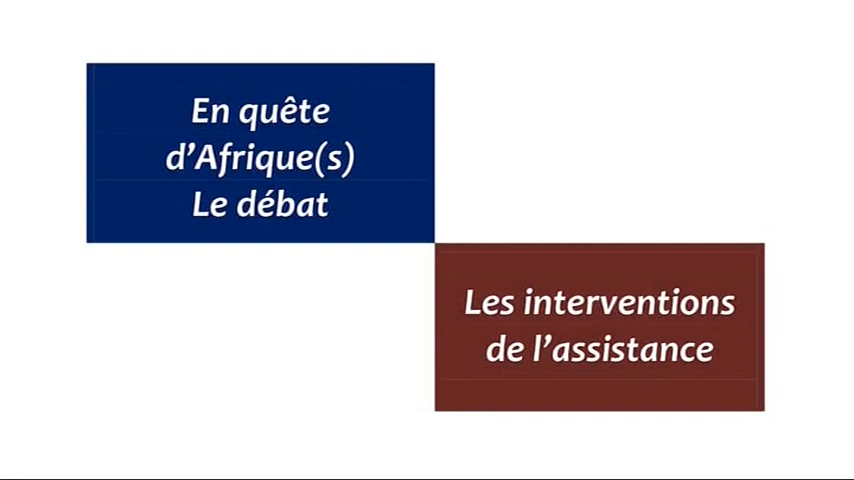 En quête
d’Afrique(s)
Le débat
Les interventions
de l’assistance